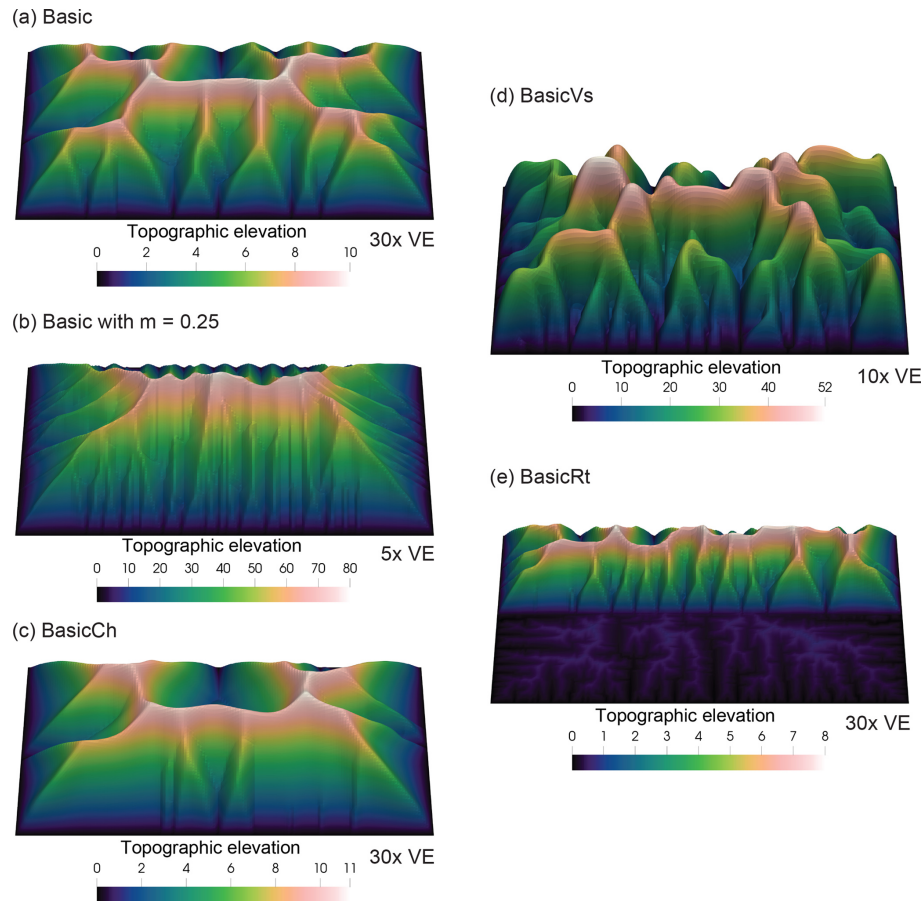 (a) Basic
Topographic elevation
30x VE
0 2 4 6 8 10
(b) Basic with m = 0.25
Topographic elevation
5x VE
0 10 20 30 40 50 60 70 80
(c) BasicCh
Topographic elevation
30x VE
0 2 4 6 8 10 11
(d) BasicVs
Topographic elevation
10x VE
0 10 20 30 40 52
(e) BasicRt
Topographic elevation
30x VE
0 1 2 3 4 5 6 7 8